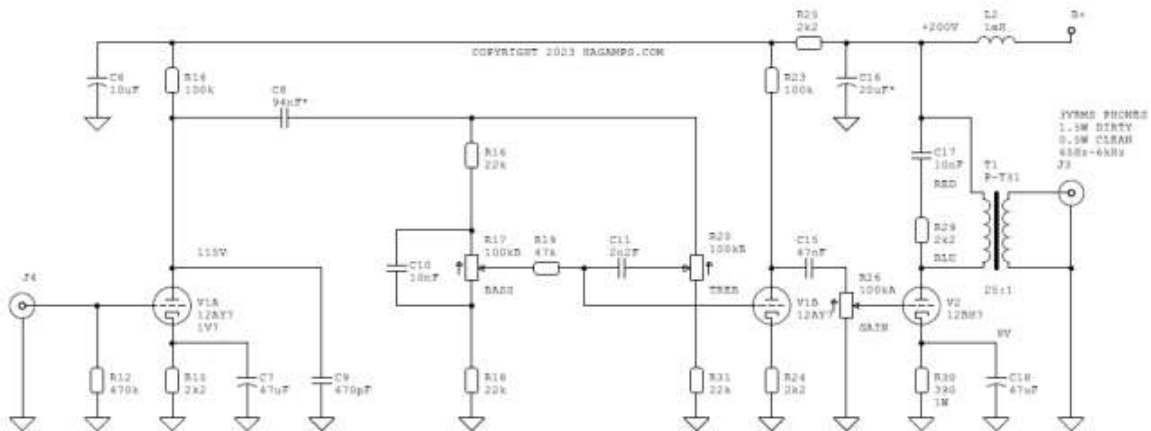 R25
2k2
+200V
L2
1mH
B+
COPYRIGHT 2023 HAGAMPS.COM
C6
10uF
R14
100k
C8
94nF*
R23
100k
C16
20uF*
3VRMS PHONES
1.5W DIRTY
0.5W CLEAN
65Hz-6kHz
J3
R16
22k
C17
10nF
RED
T1
P-T31
R17
100kB
R19
47k
C11
2n2F
R20
100kB
R29
2k2
BLU
115V
C10
10nF
BASS
TREB
C15
47nF
R26
100kA
GAIN
25:1
J4
V1A
12AY7
1V7
V1B
12AY7
V2
12BH7
R12
470k
R15
2k2
C7
47uF
C9
470pF
R18
22k
R31
22k
R24
2k2
R30
390
1W
C18
47uF